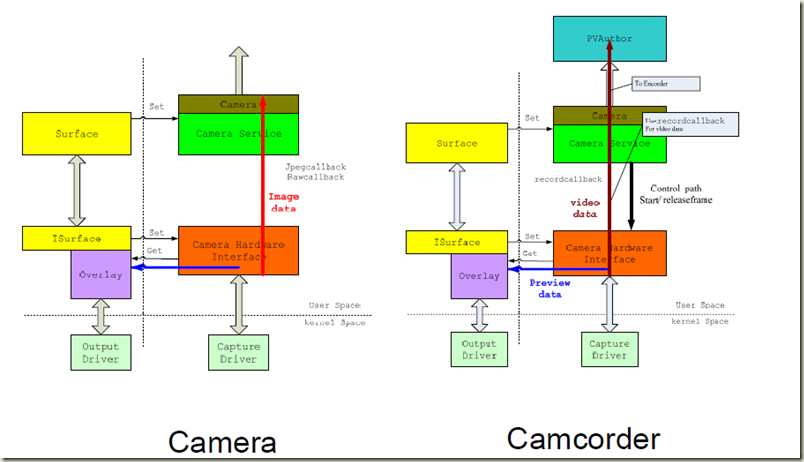 Camera
Set
Surface
Camera Service
Jpegcallback
Rawcallback
Image
data
ISurface
Set
Get
Camera Hardware
Interface
Overlay
User Space
kernel Space
Output
Driver
Capture
Driver
Camera
PVAuthor
To Encorder
Camera
Set
recordcallback
For video data
Surface
Camera Service
recordcallback
video
data
Control path
Start/ releaseframe
ISurface
Set
Get
Camera Hardware
Interface
Overlay
Preview
data
User Space
kernel Space
Output
Driver
Capture
Driver
Camcorder